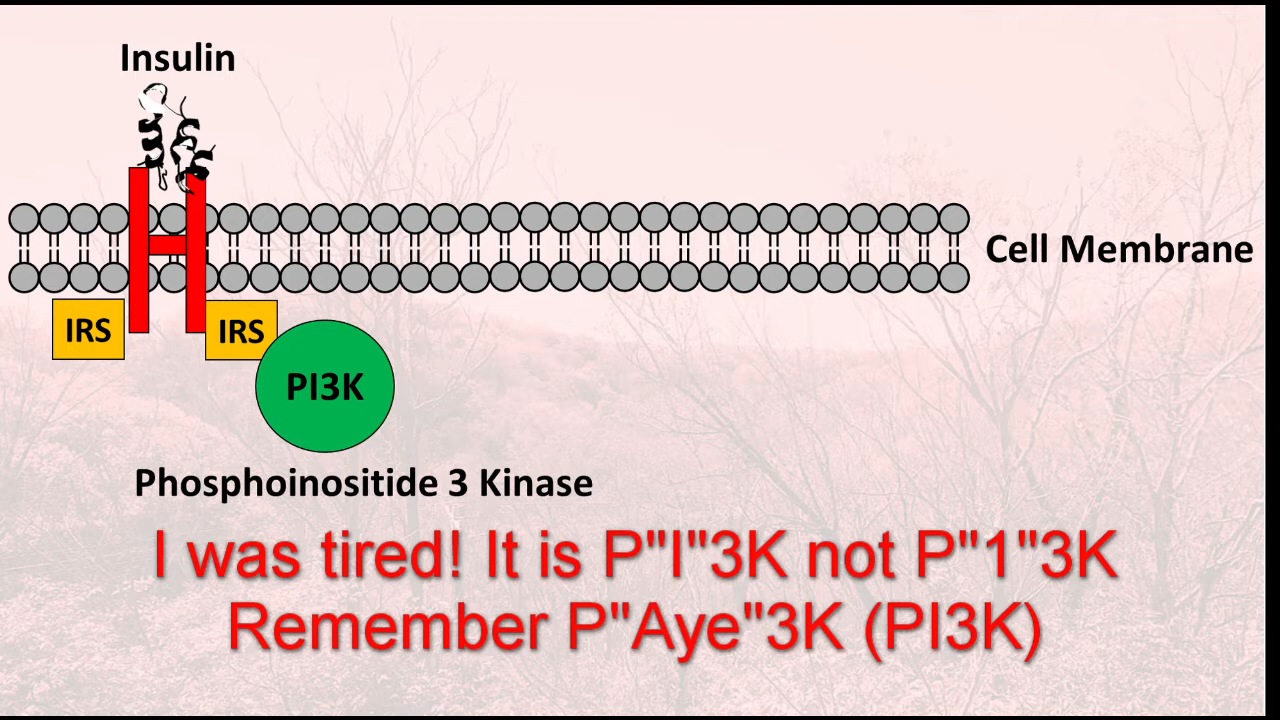 Insulin
Cell Membrane
IRS
IRS
PI3K
Phosphoinositide 3 Kinase
I was tired! It is P"I"3K not P"1"3K
Remember P"Aye"3K (PI3K)